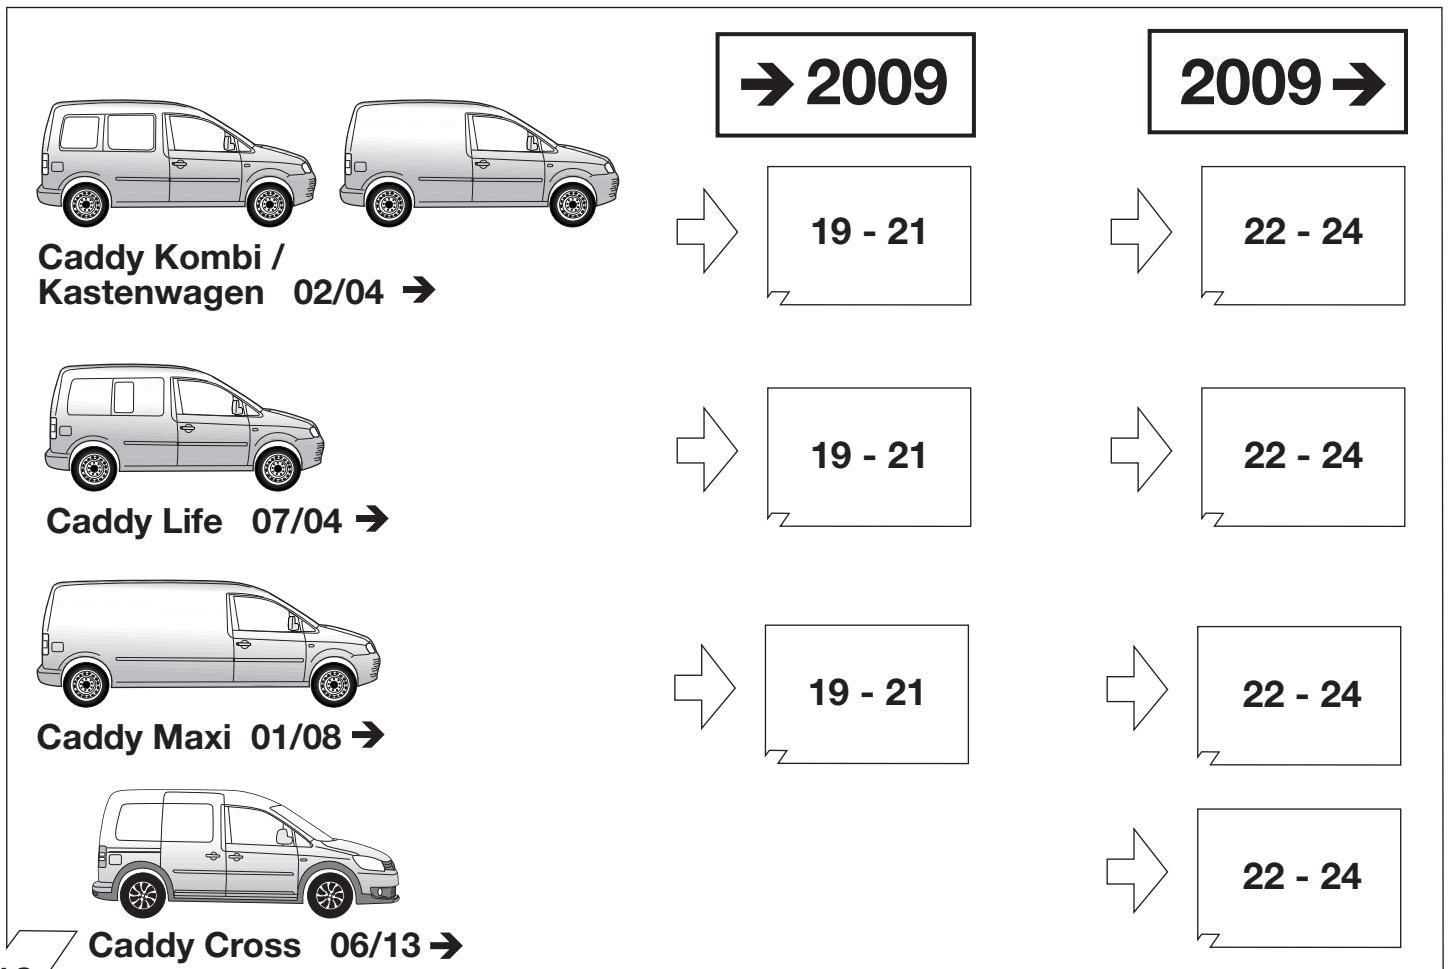 ➔ 2009
2009 ➔
Caddy Kombi /
Kastenwagen 02/04 ➔
19 - 21
22 - 24
Caddy Life 07/04 ➔
19 - 21
22 - 24
Caddy Maxi 01/08 ➔
19 - 21
22 - 24
Caddy Cross 06/13 ➔
22 - 24